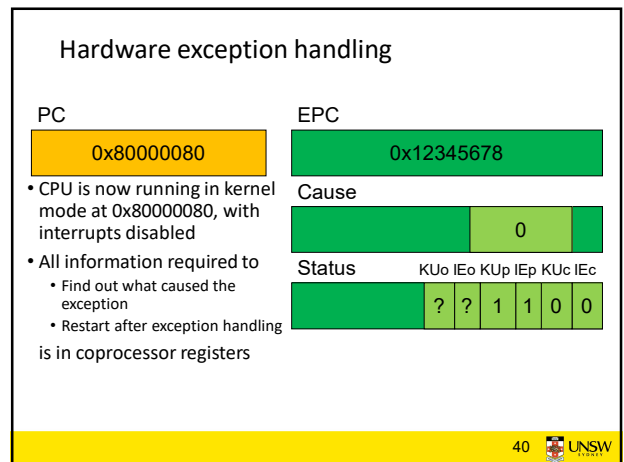 Hardware exception handling
PC
0x80000080
• CPU is now running in kernel
mode at 0x80000080, with
interrupts disabled
• All information required to
• Find out what caused the
exception
• Restart after exception handling
is in coprocessor registers
EPC
0x12345678
Cause
0
Status
KUo IEo KUp IEp KUc IEc
? ? 1 1 0 0
40
UNSW
SYDNEY